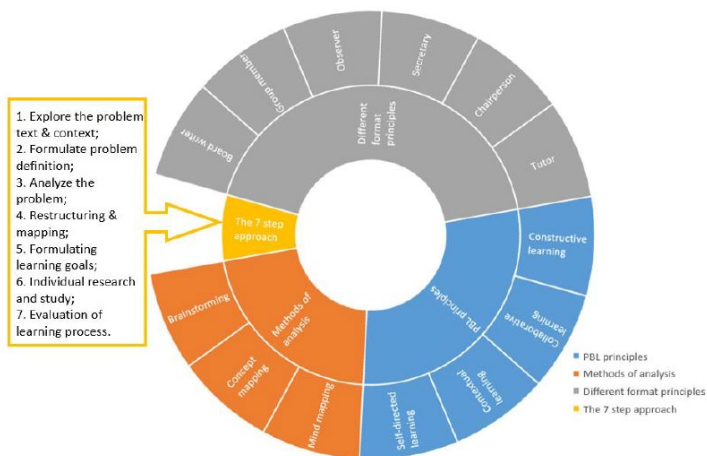 1. Explore the problem
text & context;
2. Formulate problem
definition;
3. Analyze the
problem;
4. Restructuring &
mapping;
5. Formulating
learning goals;
6. Individual research
and study;
7. Evaluation of
learning process.
Board writer
Group member
Observer
Secretary
Chairperson
Tutor
Different
format
principles
The 7 step
approach
Constructive
learning
Collaborative
learning
Contextual
learning
Self-directed
learning
PBL principles
Methods of
analysis
Brainstorming
Concept
mapping
Mind mapping
PBL principles
Methods of analysis
Different format principles
The 7 step approach